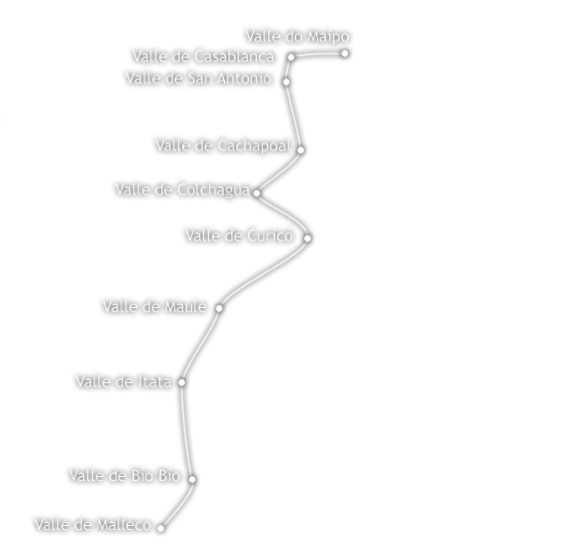 Valle do Maipo
Valle de Casablanca
Valle de San Antonio
Valle de Cachapoal
Valle de Colchagua
Valle de Curico
Valle de Maule
Valle de Itata
Valle de Bio Bio
Valle de Malleco